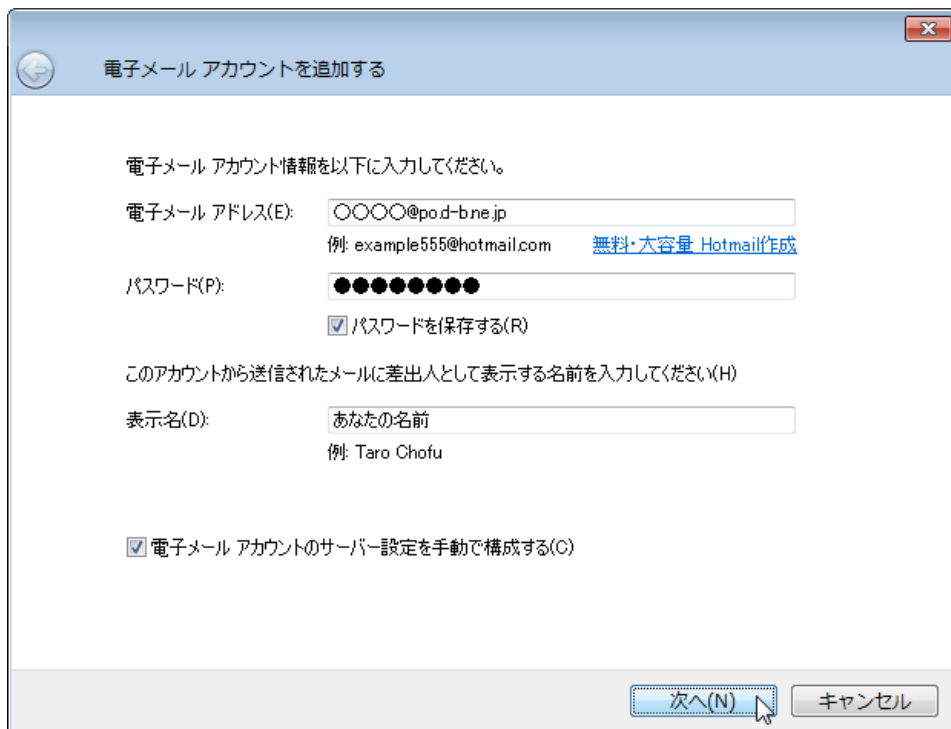 電子メール アカウントを追加する
電子メール アカウント情報を以下に入力してください。
電子メール アドレス(E): 〇〇〇〇@po.d-b.ne.jp
例: example555@hotmail.com 無料・大容量 Hotmail作成
パスワード(P): ●●●●●●●●
パスワードを保存する(R)
このアカウントから送信されたメールに差出人として表示する名前を入力してください(H)
表示名(D): あなたの名前
例: Taro Chofu
電子メール アカウントのサーバー設定を手動で構成する(C)
次へ(N) キャンセル